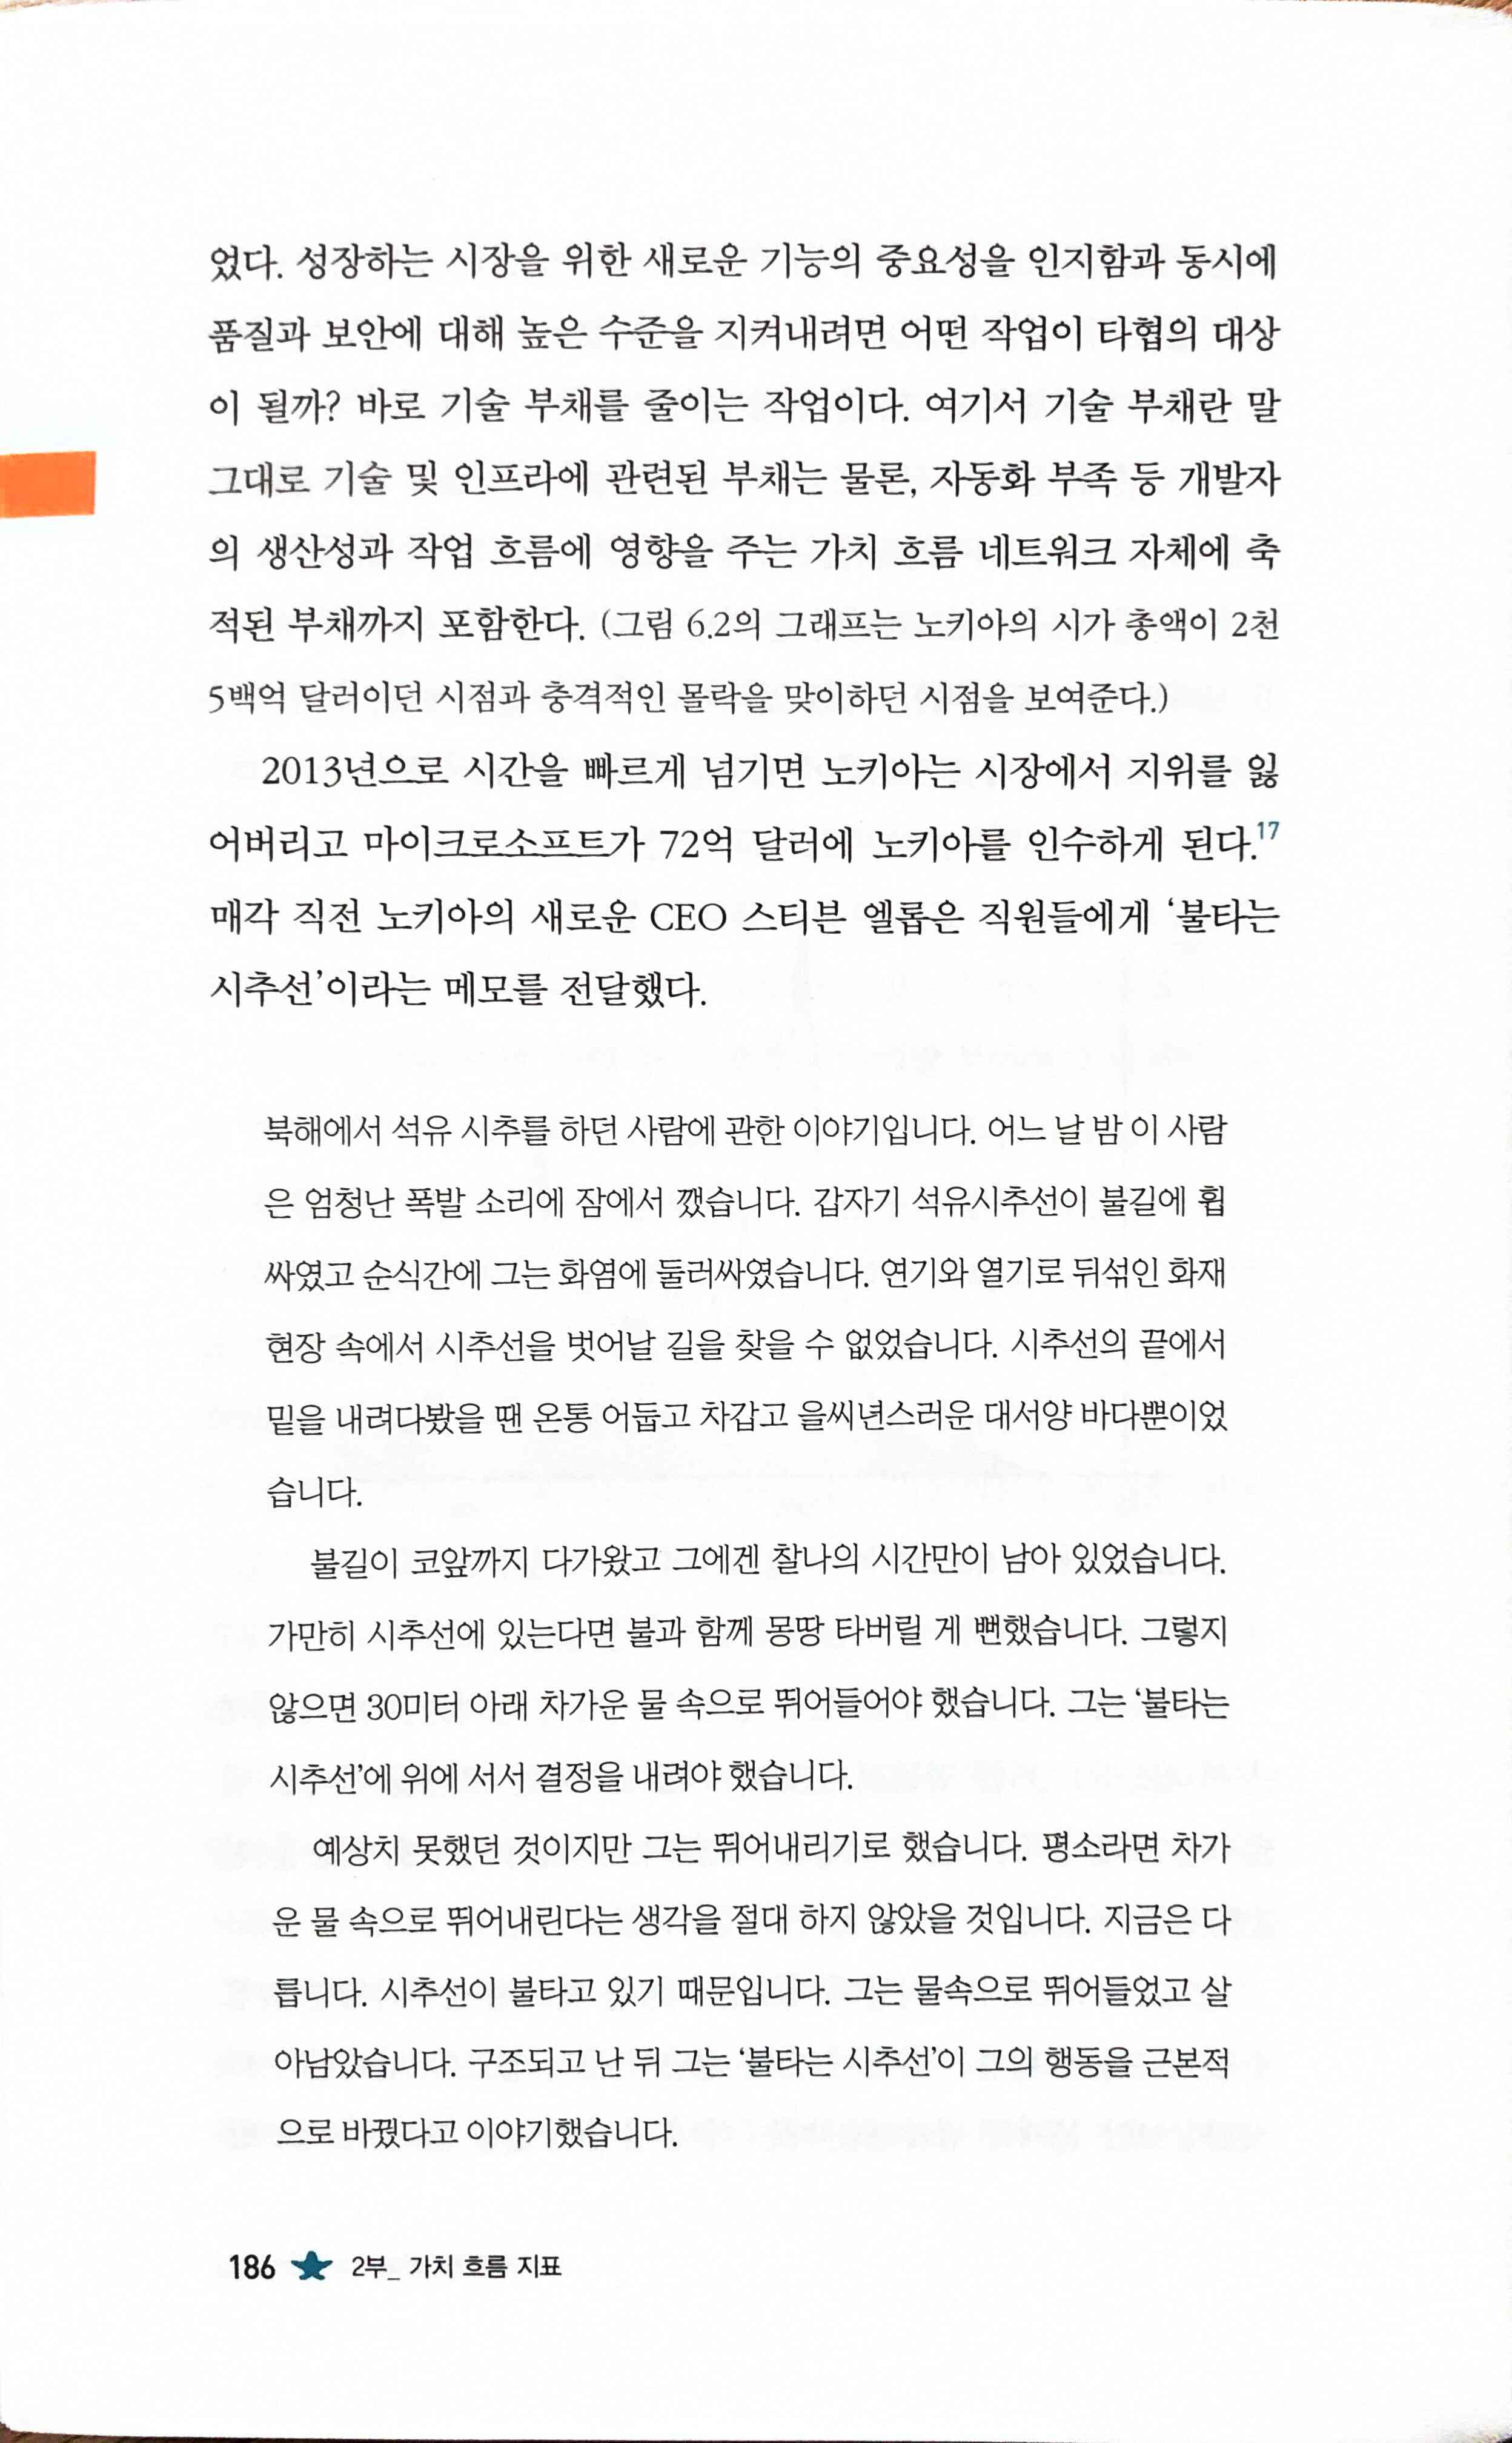 었다. 성장하는 시장을 위한 새로운 기능의 중요성을 인지함과 동시에
품질과 보안에 대해 높은 수준을 지켜내려면 어떤 작업이 타협의 대상
이 될까? 바로 기술 부채를 줄이는 작업이다. 여기서 기술 부채란 말
그대로 기술 및 인프라에 관련된 부채는 물론, 자동화 부족 등 개발자
의 생산성과 작업 흐름에 영향을 주는 가치 흐름 네트워크 자체에 축
적된 부채까지 포함한다. (그림 6.2의 그래프는 노키아의 시가 총액이 2천
5백억 달러이던 시점과 충격적인 몰락을 맞이하던 시점을 보여준다.)
2013년으로 시간을 빠르게 넘기면 노키아는 시장에서 지위를 잃
어버리고 마이크로소프트가 72억 달러에 노키아를 인수하게 된다.17
매각 직전 노키아의 새로운 CEO 스티븐 엘롭은 직원들에게 ‘불타는
시추선’이라는 메모를 전달했다.
북해에서 석유 시추를 하던 사람에 관한 이야기입니다. 어느 날 밤 이 사람
은 엄청난 폭발 소리에 잠에서 깼습니다. 갑자기 석유시추선이 불길에 휩
싸였고 순식간에 그는 화염에 둘러싸였습니다. 연기와 열기로 뒤섞인 화재
현장 속에서 시추선을 벗어날 길을 찾을 수 없었습니다. 시추선의 끝에서
밑을 내려다봤을 땐 온통 어둡고 차갑고 을씨년스러운 대서양 바다뿐이었
습니다.
불길이 코앞까지 다가왔고 그에겐 찰나의 시간만이 남아 있었습니다.
가만히 시추선에 있는다면 불과 함께 몽땅 타버릴 게 뻔했습니다. 그렇지
않으면 30미터 아래 차가운 물 속으로 뛰어들어야 했습니다. 그는 ‘불타는
시추선’에 위에 서서 결정을 내려야 했습니다.
예상치 못했던 것이지만 그는 뛰어내리기로 했습니다. 평소라면 차가
운 물 속으로 뛰어내린다는 생각을 절대 하지 않았을 것입니다. 지금은 다
릅니다. 시추선이 불타고 있기 때문입니다. 그는 물속으로 뛰어들었고 살
아남았습니다. 구조되고 난 뒤 그는 ‘불타는 시추선’이 그의 행동을 근본적
으로 바꿨다고 이야기했습니다.
186 ★ 2부_ 가치 흐름 지표